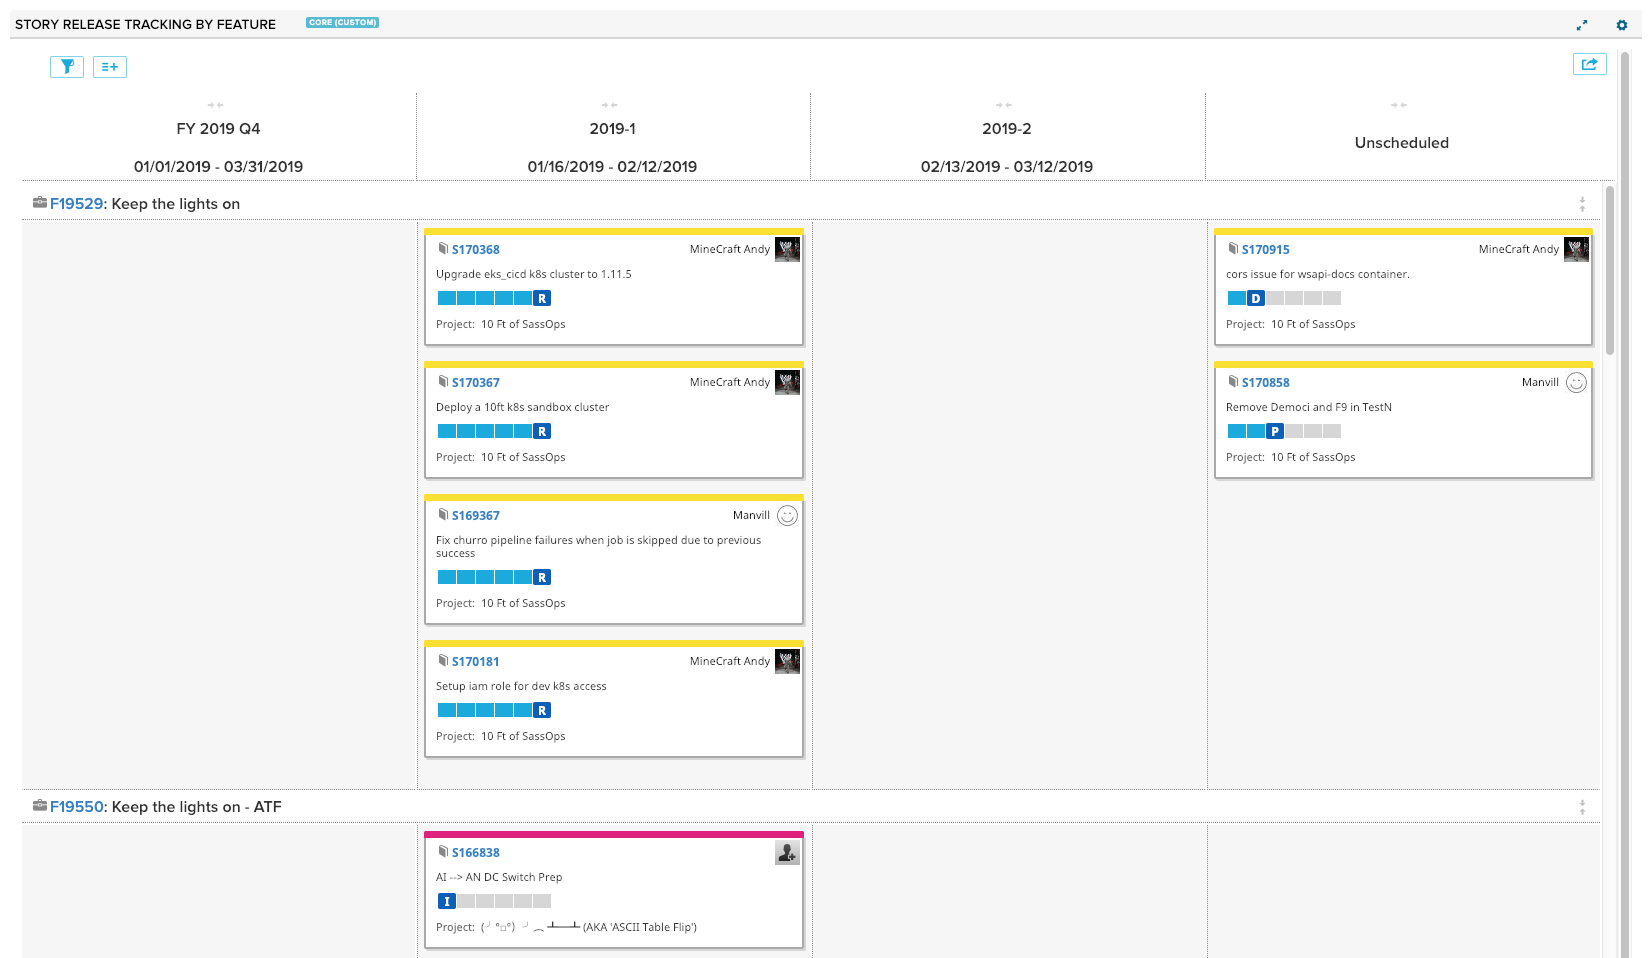 STORY RELEASE TRACKING BY FEATURE CORE (CUSTOM)
FY 2019 Q4
01/01/2019 - 03/31/2019
2019-1
01/16/2019 - 02/12/2019
2019-2
02/13/2019 - 03/12/2019
Unscheduled
F19529: Keep the lights on
S170368 MineCraft Andy
Upgrade eks_cicd k8s cluster to 1.11.5
R
Project: 10 Ft of SassOps
S170367 MineCraft Andy
Deploy a 10ft k8s sandbox cluster
R
Project: 10 Ft of SassOps
S169367 Manvill
Fix churro pipeline failures when job is skipped due to previous
success
R
Project: 10 Ft of SassOps
S170181 MineCraft Andy
Setup iam role for dev k8s access
R
Project: 10 Ft of SassOps
S170915 MineCraft Andy
cors issue for wsapi-docs container.
D
Project: 10 Ft of SassOps
S170858 Manvill
Remove Democi and F9 in TestN
P
Project: 10 Ft of SassOps
F19550: Keep the lights on - ATF
S166838
AI --> AN DC Switch Prep
I
Project: (╯°□°)╯︵ ┻━┻ (AKA 'ASCII Table Flip')